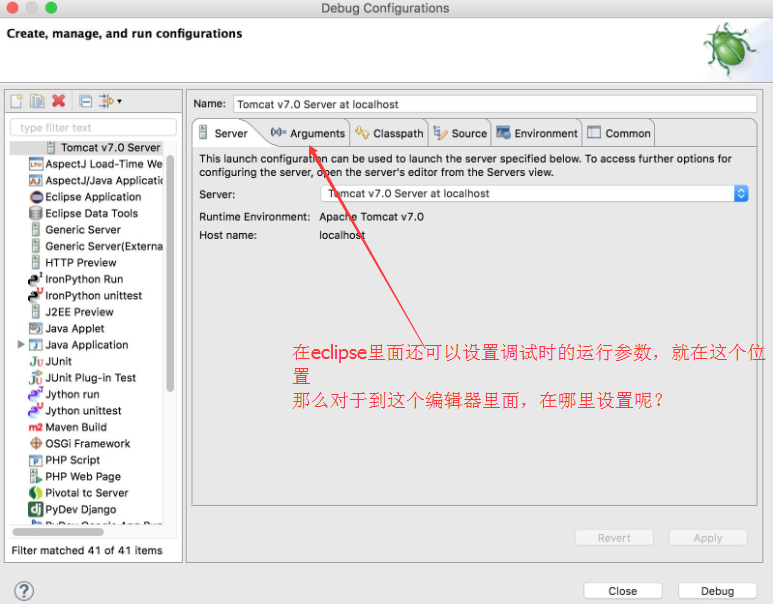 Debug Configurations
Create, manage, and run configurations
type filter text
Tomcat v7.0 Server
AspectJ Load-Time We
AspectJ/Java Applicatic
Eclipse Application
Eclipse Data Tools
Generic Server
Generic Server(Externa
HTTP Preview
IronPython Run
IronPython unittest
J2EE Preview
Java Applet
Java Application
JUnit
JUnit Plug-in Test
Jython run
Jython unittest
Maven Build
OSGi Framework
PHP Script
PHP Web Page
Pivotal tc Server
PyDev Django
Filter matched 41 of 41 items
Name: Tomcat v7.0 Server at localhost
Server Arguments Classpath Source Environment Common
This launch configuration can be used to launch the server specified below. To access further options for
configuring the server, open the server's editor from the Servers view.
Server: Tomcat v7.0 Server at localhost
Runtime Environment: Apache Tomcat v7.0
Host name: localhost
在eclipse里面还可以设置调试时的运行参数，就在这个位
置
那么对于到这个编辑器里面，在哪里设置呢？
Revert Apply
Close Debug